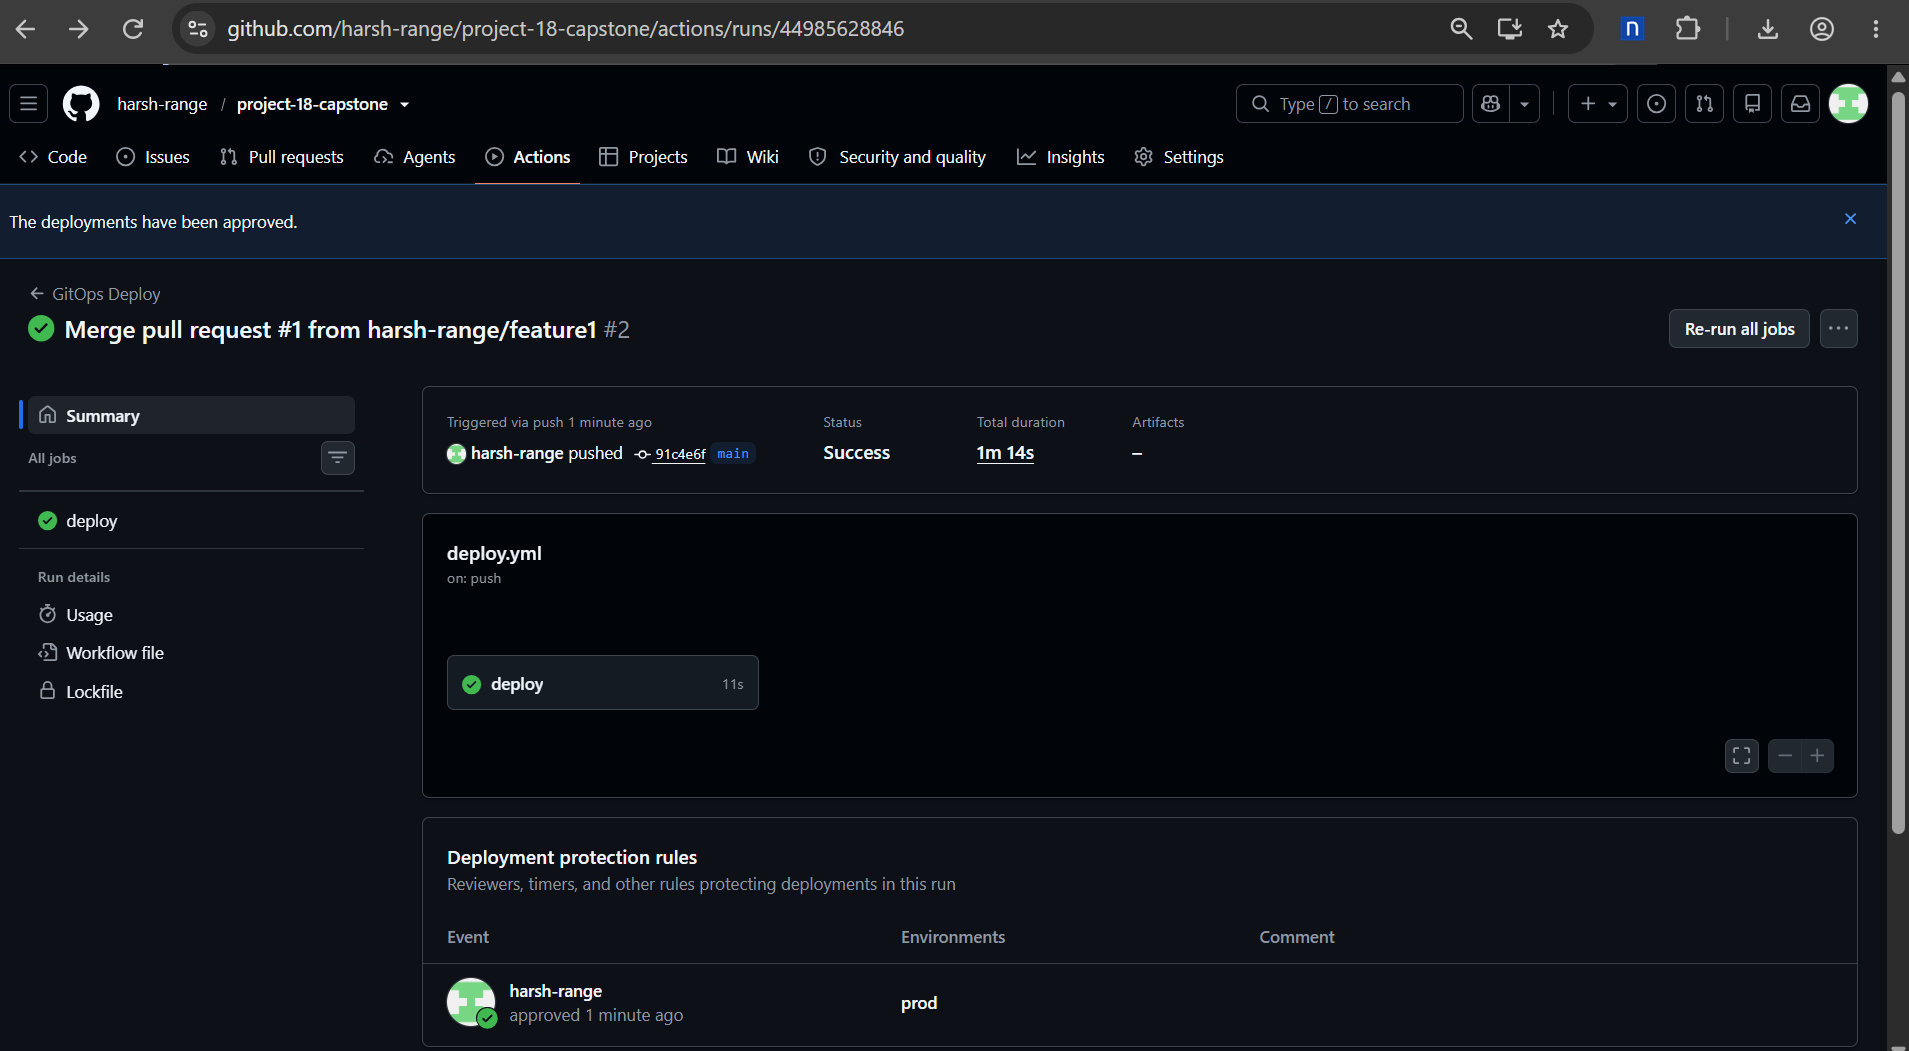 github.com/harsh-range/project-18-capstone/actions/runs/44985628846
n
harsh-range / project-18-capstone
Type / to search
Code Issues Pull requests Agents Actions Projects Wiki Security and quality Insights Settings
The deployments have been approved.
GitOps Deploy
Merge pull request #1 from harsh-range/feature1 #2
Re-run all jobs
Summary
All jobs
deploy
Run details
Usage
Workflow file
Lockfile
Triggered via push 1 minute ago
harsh-range pushed 91c4e6f main
Status
Success
Total duration
1m 14s
Artifacts
–
deploy.yml
on: push
deploy 11s
Deployment protection rules
Reviewers, timers, and other rules protecting deployments in this run
Event Environments Comment
harsh-range
approved 1 minute ago
prod